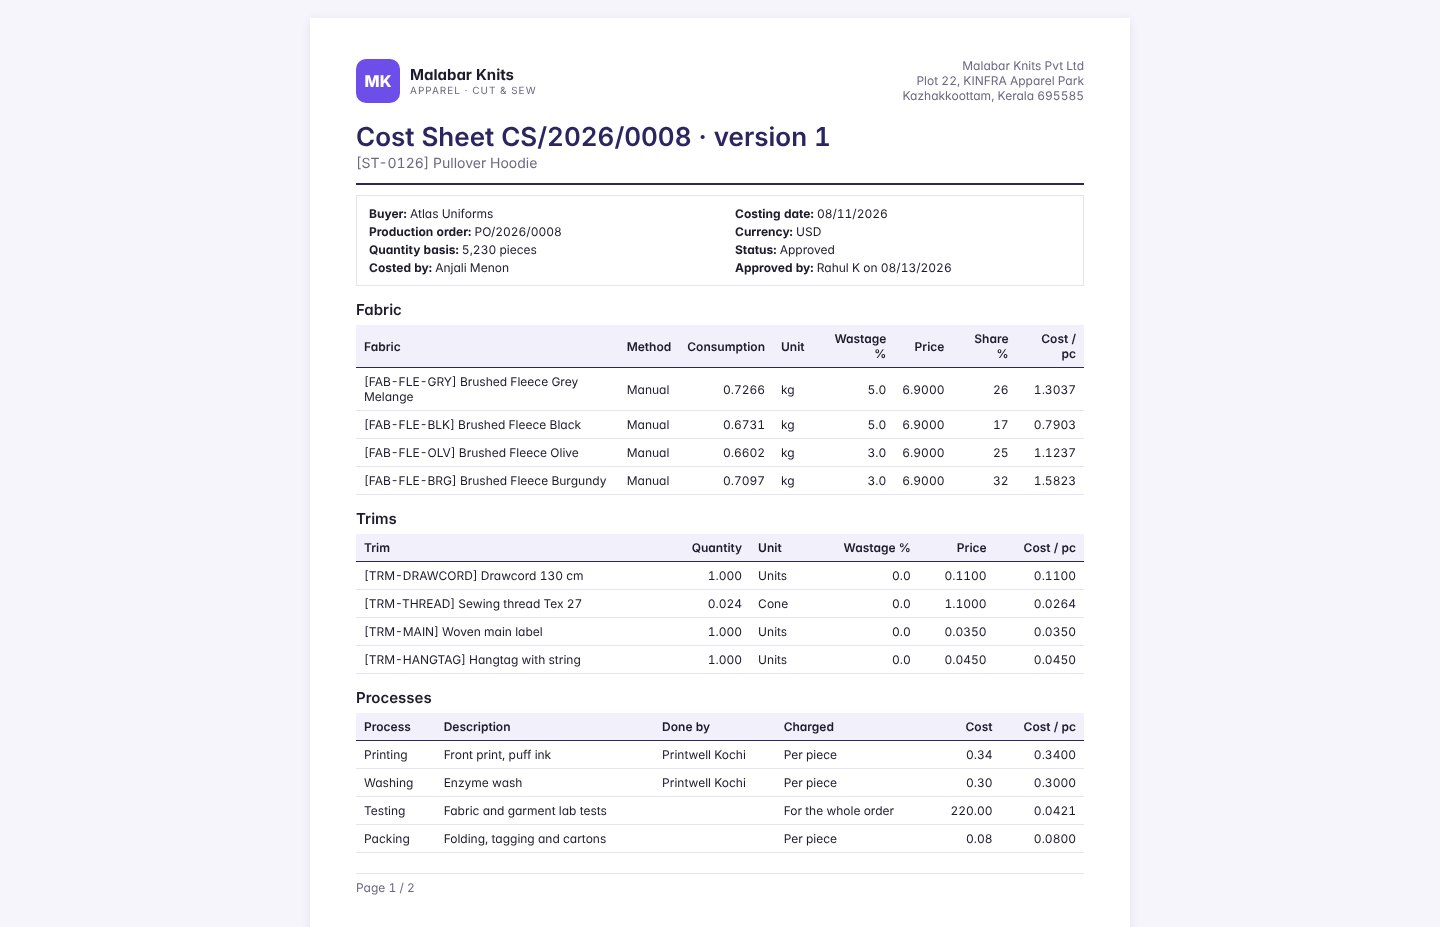 MK
Malabar Knits
APPAREL · CUT & SEW
Malabar Knits Pvt Ltd
Plot 22, KINFRA Apparel Park
Kazhakkoottam, Kerala 695585
Cost Sheet CS/2026/0008 · version 1
[ST-0126] Pullover Hoodie
Buyer: Atlas Uniforms
Production order: PO/2026/0008
Quantity basis: 5,230 pieces
Costed by: Anjali Menon
Costing date: 08/11/2026
Currency: USD
Status: Approved
Approved by: Rahul K on 08/13/2026
Fabric
Fabric Method Consumption Unit Wastage % Price Share % Cost / pc
[FAB-FLE-GRY] Brushed Fleece Grey Melange Manual 0.7266 kg 5.0 6.9000 26 1.3037
[FAB-FLE-BLK] Brushed Fleece Black Manual 0.6731 kg 5.0 6.9000 17 0.7903
[FAB-FLE-OLV] Brushed Fleece Olive Manual 0.6602 kg 3.0 6.9000 25 1.1237
[FAB-FLE-BRG] Brushed Fleece Burgundy Manual 0.7097 kg 3.0 6.9000 32 1.5823
Trims
Trim Quantity Unit Wastage % Price Cost / pc
[TRM-DRAWCORD] Drawcord 130 cm 1.000 Units 0.0 0.1100 0.1100
[TRM-THREAD] Sewing thread Tex 27 0.024 Cone 0.0 1.1000 0.0264
[TRM-MAIN] Woven main label 1.000 Units 0.0 0.0350 0.0350
[TRM-HANGTAG] Hangtag with string 1.000 Units 0.0 0.0450 0.0450
Processes
Process Description Done by Charged Cost Cost / pc
Printing Front print, puff ink Printwell Kochi Per piece 0.34 0.3400
Washing Enzyme wash Printwell Kochi Per piece 0.30 0.3000
Testing Fabric and garment lab tests For the whole order 220.00 0.0421
Packing Folding, tagging and cartons Per piece 0.08 0.0800
Page 1 / 2